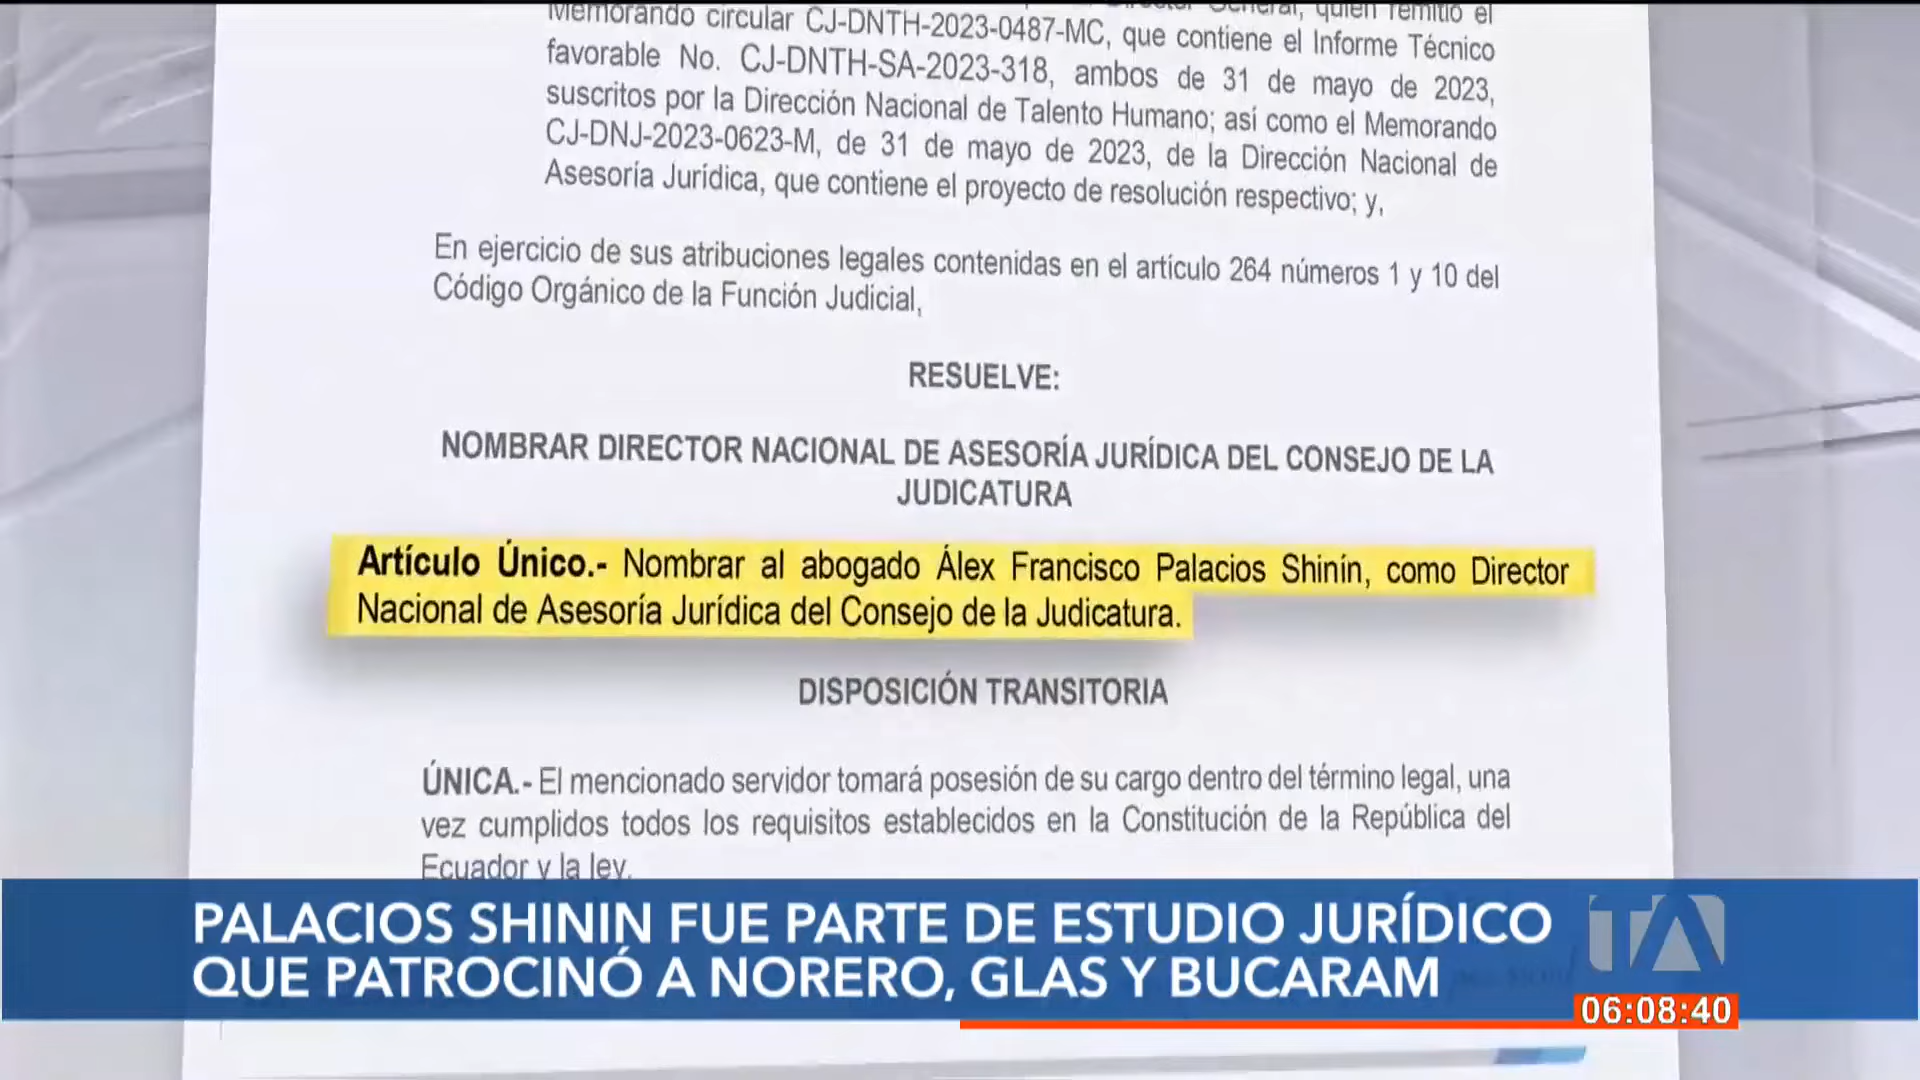 Director General, quien remitió el
Memorando circular CJ-DNTH-2023-0487-MC, que contiene el Informe Técnico
favorable No. CJ-DNTH-SA-2023-318, ambos de 31 de mayo de 2023,
suscritos por la Dirección Nacional de Talento Humano; así como el Memorando
CJ-DNJ-2023-0623-M, de 31 de mayo de 2023, de la Dirección Nacional de
Asesoría Jurídica, que contiene el proyecto de resolución respectivo; y,
En ejercicio de sus atribuciones legales contenidas en el artículo 264 números 1 y 10 del
Código Orgánico de la Función Judicial,
RESUELVE:
NOMBRAR DIRECTOR NACIONAL DE ASESORÍA JURÍDICA DEL CONSEJO DE LA
JUDICATURA
Artículo Único.- Nombrar al abogado Álex Francisco Palacios Shinín, como Director
Nacional de Asesoría Jurídica del Consejo de la Judicatura.
DISPOSICIÓN TRANSITORIA
ÚNICA.- El mencionado servidor tomará posesión de su cargo dentro del término legal, una
vez cumplidos todos los requisitos establecidos en la Constitución de la República del
Ecuador y la ley.
PALACIOS SHININ FUE PARTE DE ESTUDIO JURÍDICO
QUE PATROCINÓ A NORERO, GLAS Y BUCARAM
TA
06:08:40